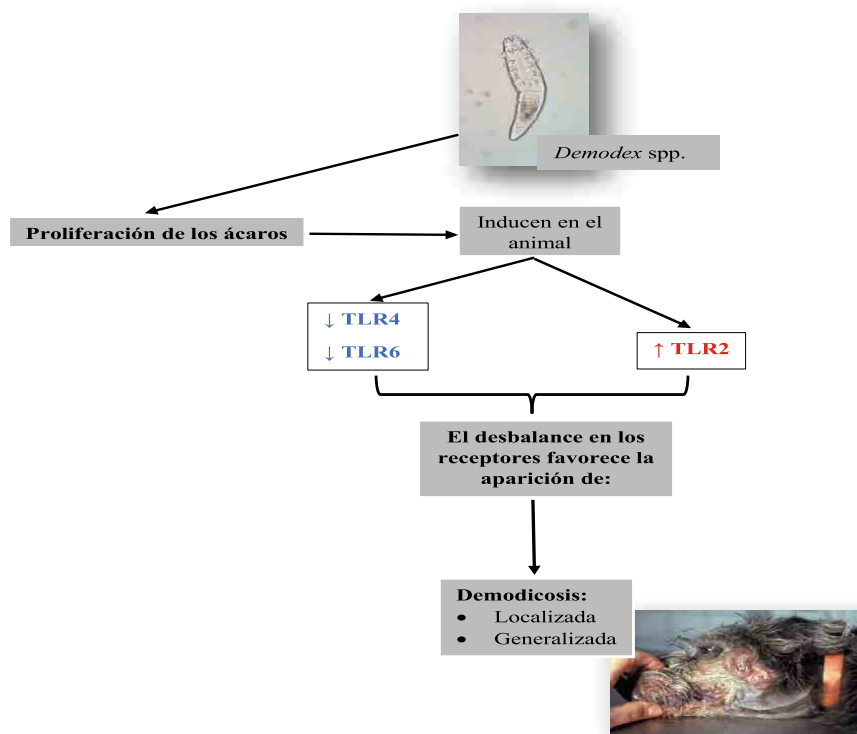 Demodex spp.
Proliferación de los ácaros
Inducen en el
animal
↓ TLR4
↓ TLR6
↑ TLR2
El desbalance en los
receptores favorece la
aparición de:
Demodicosis:
• Localizada
• Generalizada